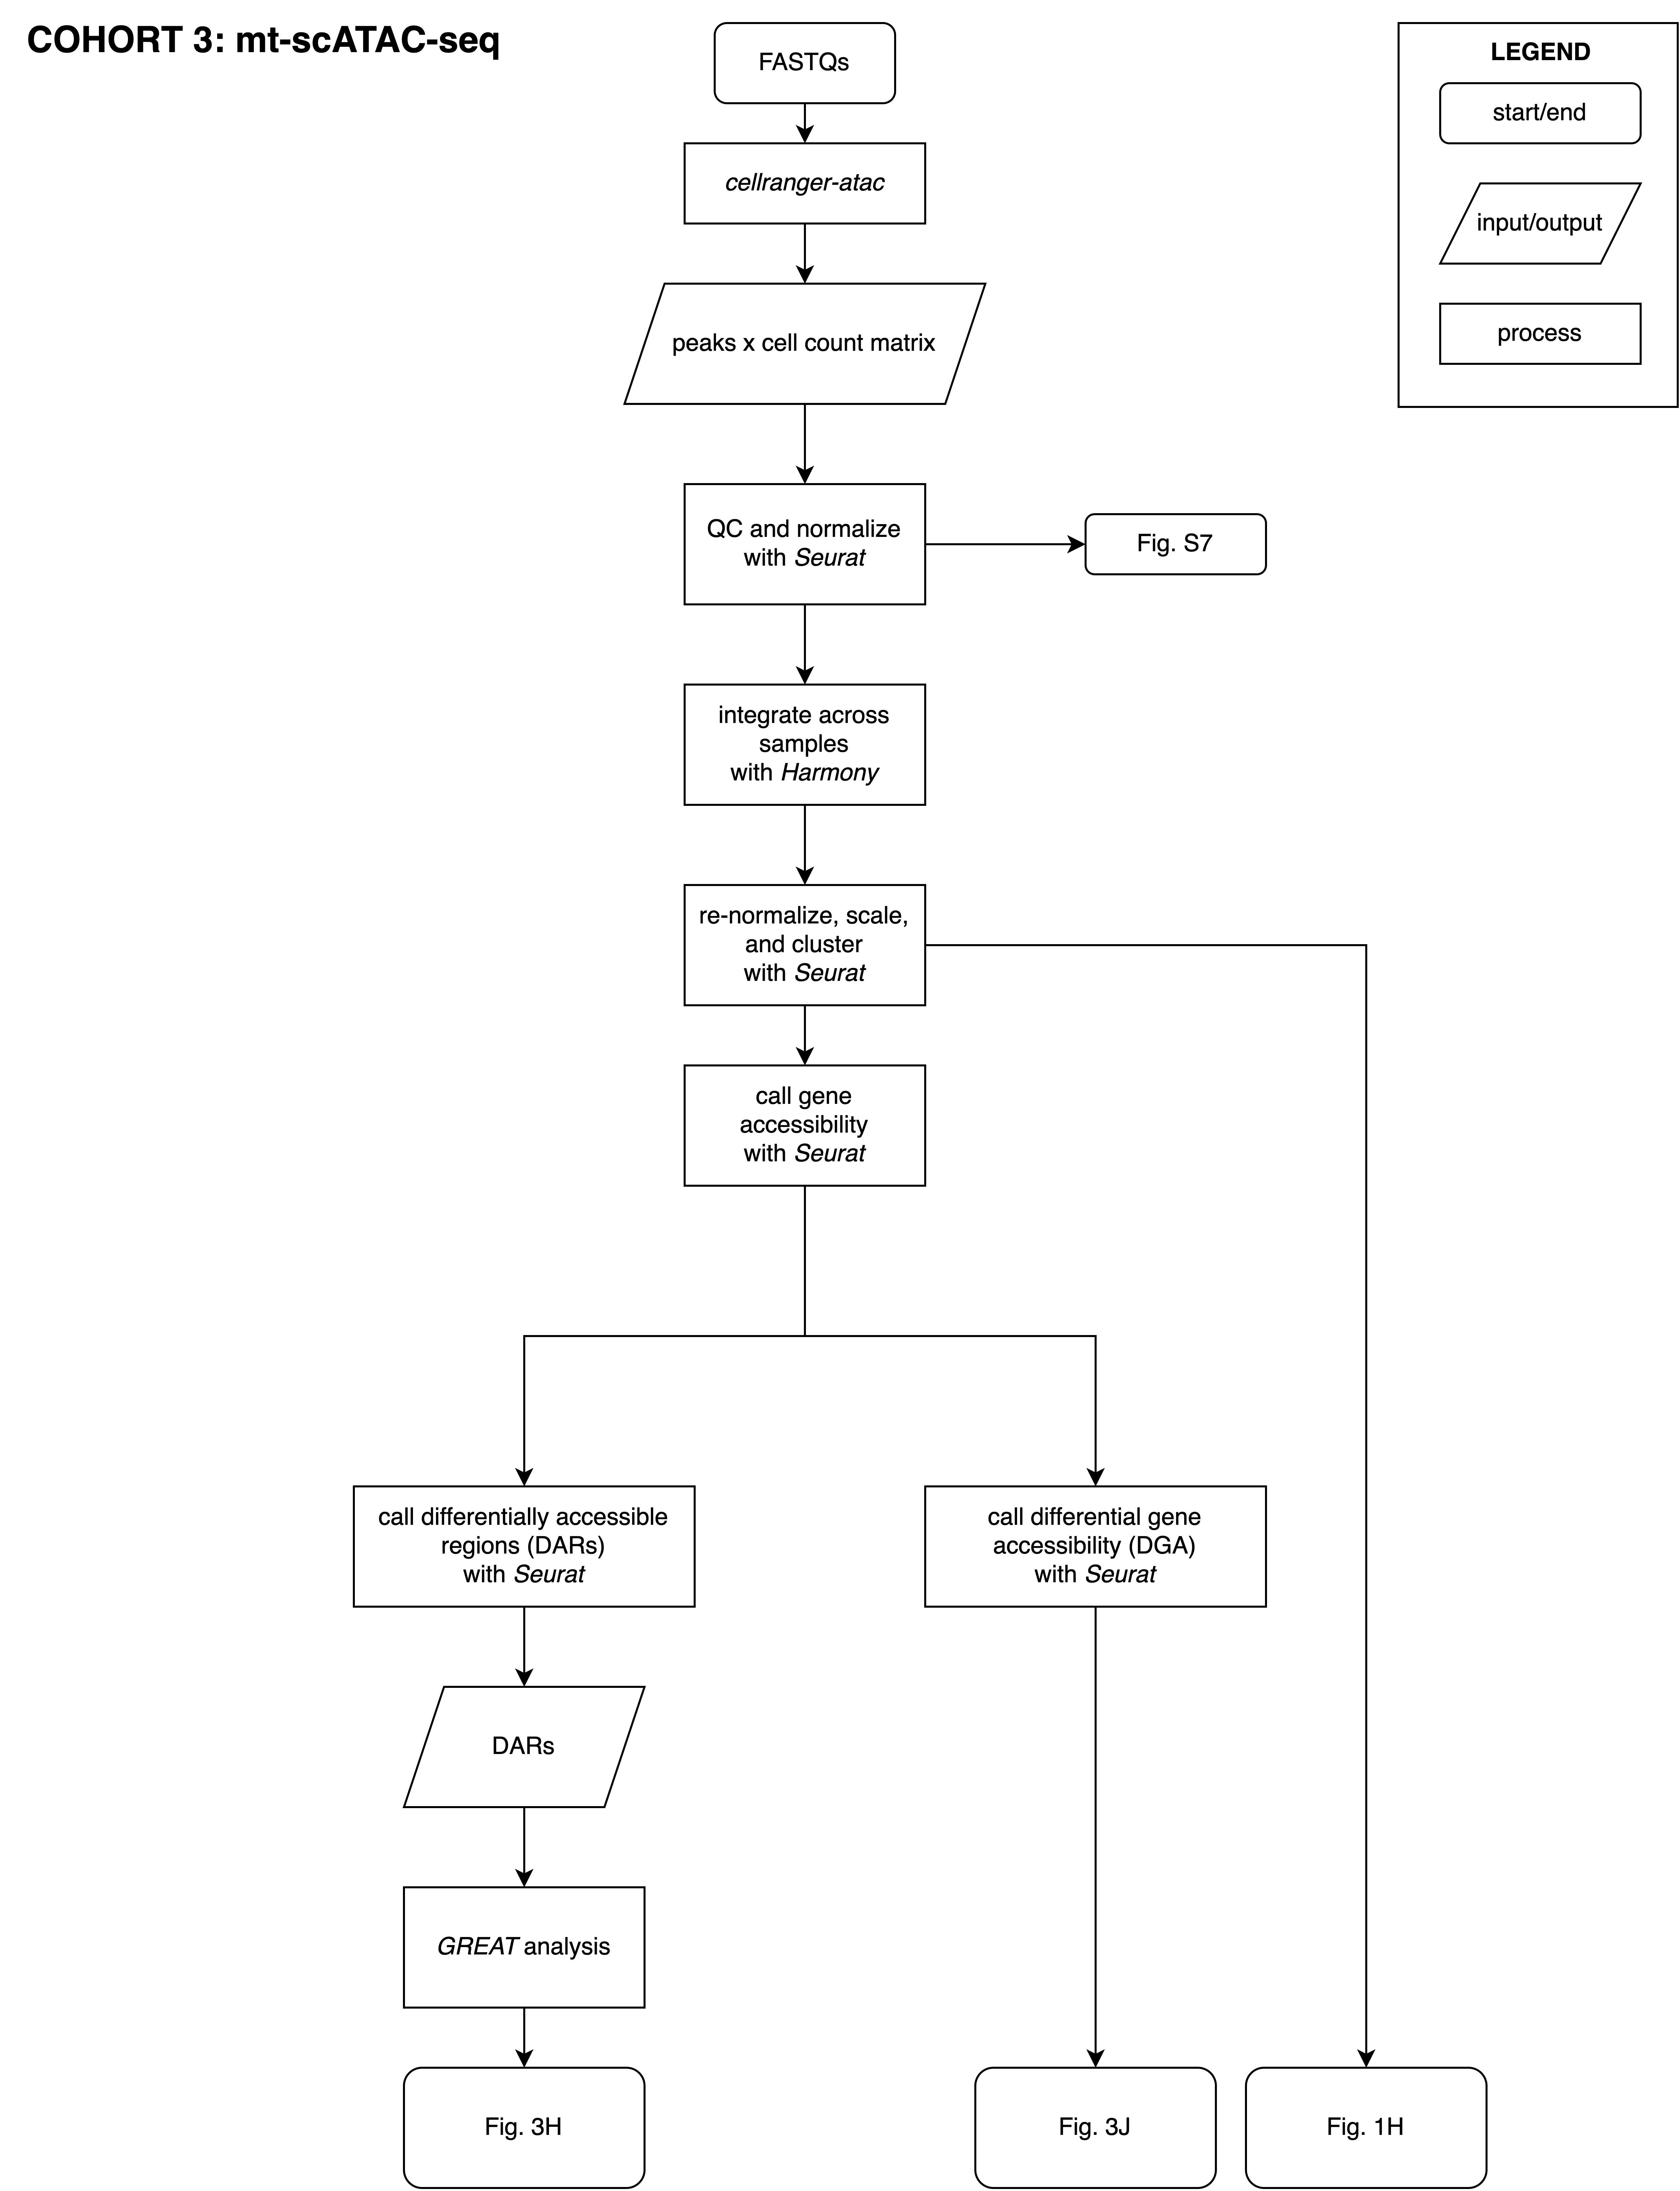 COHORT 3: mt-scATAC-seq
FASTQs
LEGEND
start/end
input/output
process
cellranger-atac
peaks x cell count matrix
QC and normalize
with Seurat
Fig. S7
integrate across
samples
with Harmony
re-normalize, scale,
and cluster
with Seurat
call gene
accessibility
with Seurat
call differentially accessible
regions (DARs)
with Seurat
call differential gene
accessibility (DGA)
with Seurat
DARs
GREAT analysis
Fig. 3H
Fig. 3J
Fig. 1H